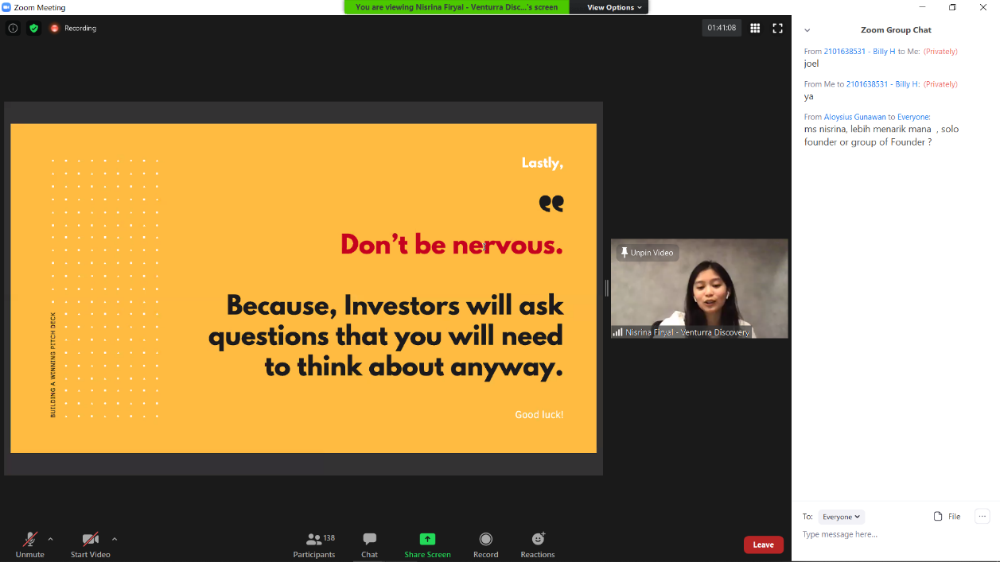 Zoom Meeting
You are viewing Nisrina Firyal - Venturra Disc...'s screen
View Options
Recording
01:41:08
Lastly,
Don't be nervous.
Because, Investors will ask
questions that you will need
to think about anyway.
Good luck!
BUILDING A WINNING PITCH DECK
Unpin Video
Nisrina Firyal - Venturra Discovery
Zoom Group Chat
From 2101638531 - Billy H to Me: (Privately)
joel
From Me to 2101638531 - Billy H: (Privately)
ya
From Aloysius Gunawan to Everyone:
ms nisrina, lebih menarik mana , solo
founder or group of Founder ?
To: Everyone
File
Type message here...
Unmute
Start Video
138
Participants
Chat
Share Screen
Record
Reactions
Leave